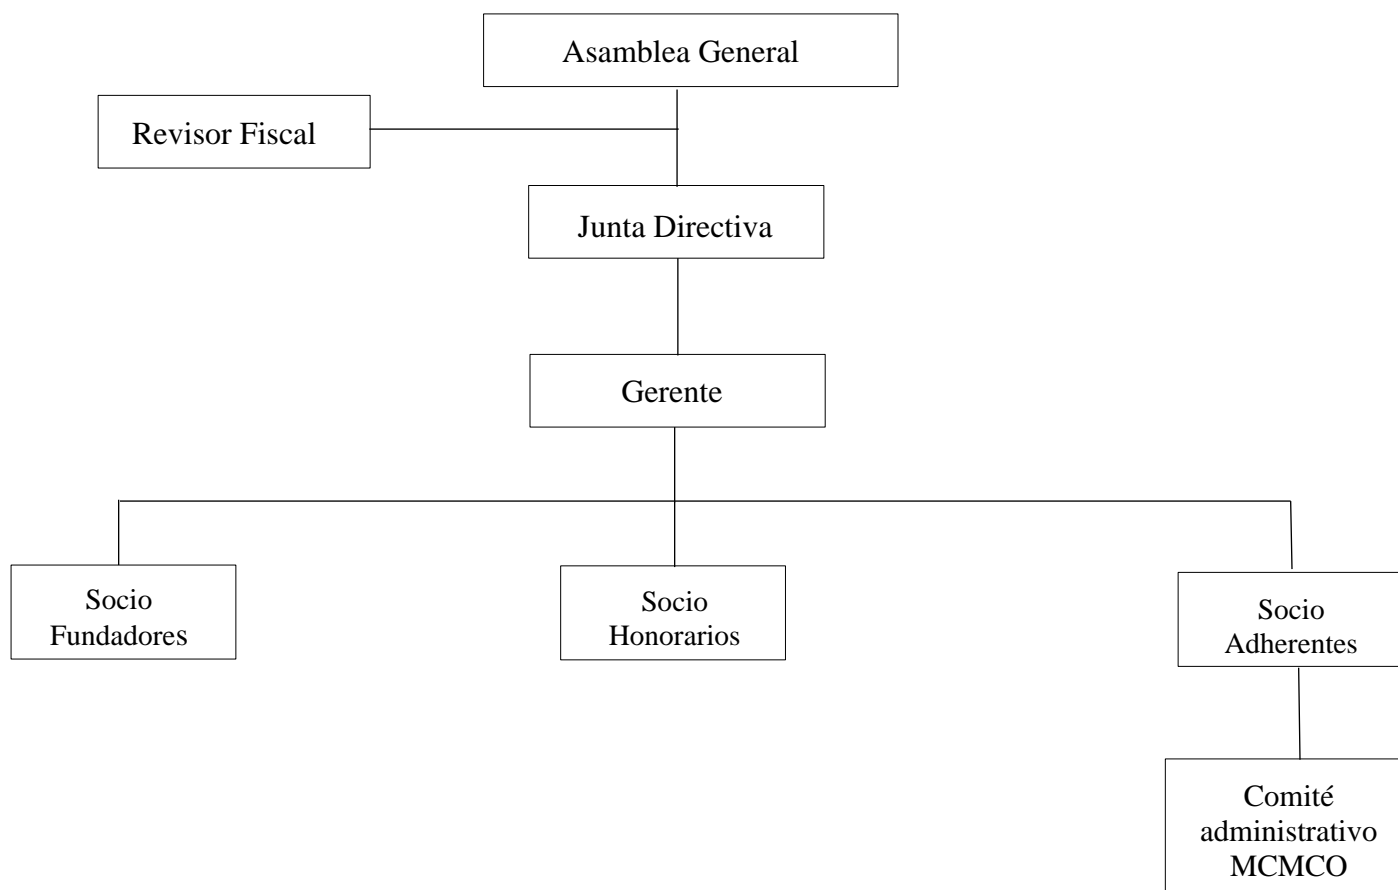 Asamblea General
Revisor Fiscal
Junta Directiva
Gerente
Socio
Fundadores
Socio
Honorarios
Socio
Adherentes
Comité
administrativo
MCMCO